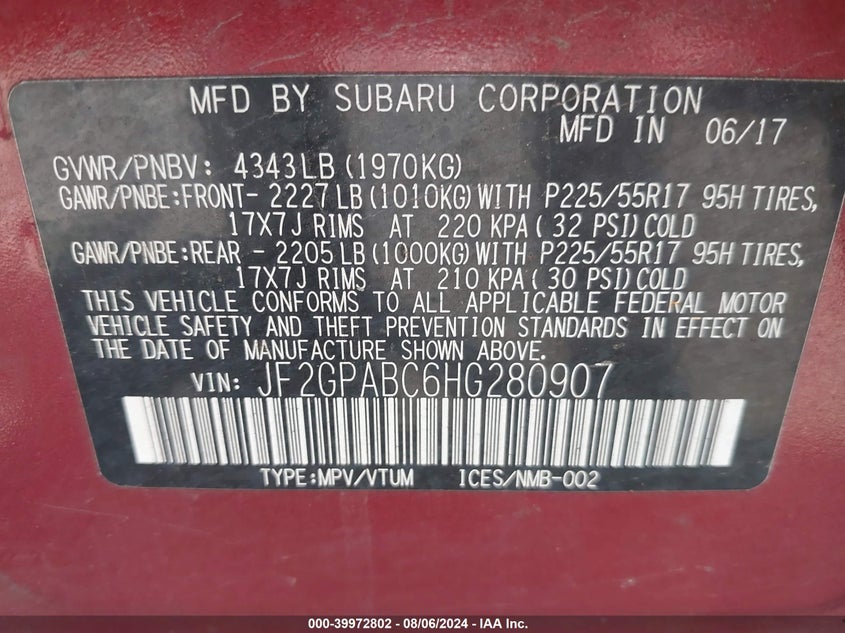 MFD BY SUBARU CORPORATION
MFD IN 06/17
GVWR/PNBV: 4343LB (1970KG)
GAWR/PNBE:FRONT- 2227 LB (1010KG) WITH P225/55R17 95H TIRES,
17X7J RIMS AT 220 KPA ( 32 PSI) COLD
GAWR/PNBE:REAR - 2205 LB (1000KG) WITH P225/55R17 95H TIRES,
17X7J RIMS AT 210 KPA ( 30 PSI) COLD
THIS VEHICLE CONFORMS TO ALL APPLICABLE FEDERAL MOTOR
VEHICLE SAFETY AND THEFT PREVENTION STANDARDS IN EFFECT ON
THE DATE OF MANUFACTURE SHOWN ABOVE.
VIN: JF2GPABC6HG280907
TYPE:MPV/VTUM ICES/NMB-002
000-39972802 - 08/06/2024 - IAA Inc.